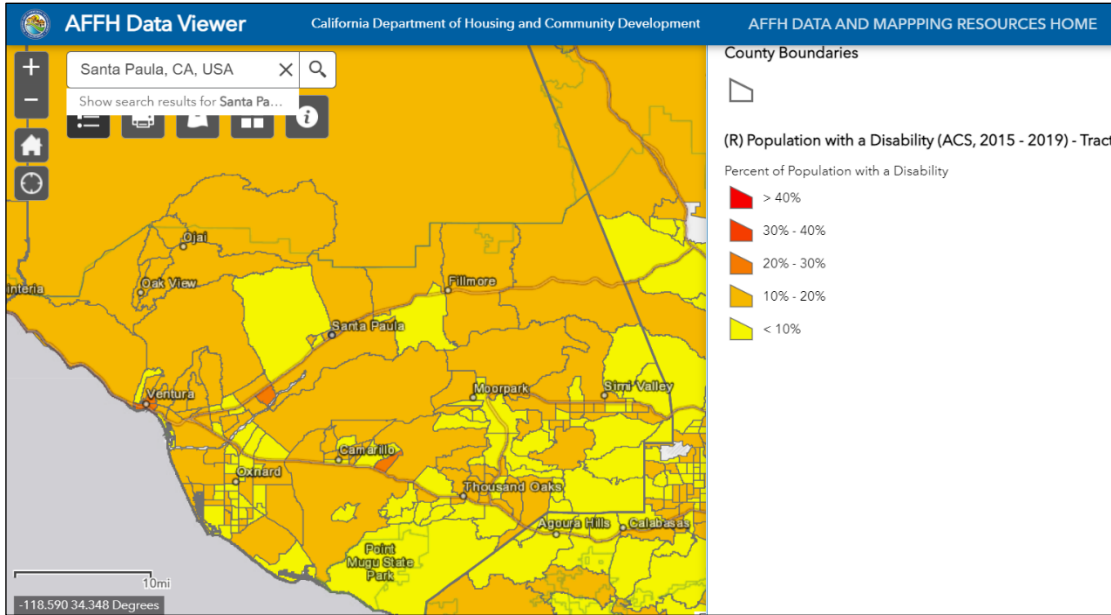 AFFH Data Viewer
California Department of Housing and Community Development
AFFH DATA AND MAPPPING RESOURCES HOME
+
Santa Paula, CA, USA
−
Show search results for Santa Pa...
County Boundaries
(R) Population with a Disability (ACS, 2015 - 2019) - Tract
Percent of Population with a Disability
> 40%
30% - 40%
20% - 30%
10% - 20%
< 10%
Ojai
Oak View
interia
Fillmore
Santa Paula
Ventura
Moorpark
Simi Valley
Camarillo
Oxnard
Thousand Oaks
Agoura Hills
Calabasas
Point
Mugu State
Park
10mi
-118.590 34.348 Degrees